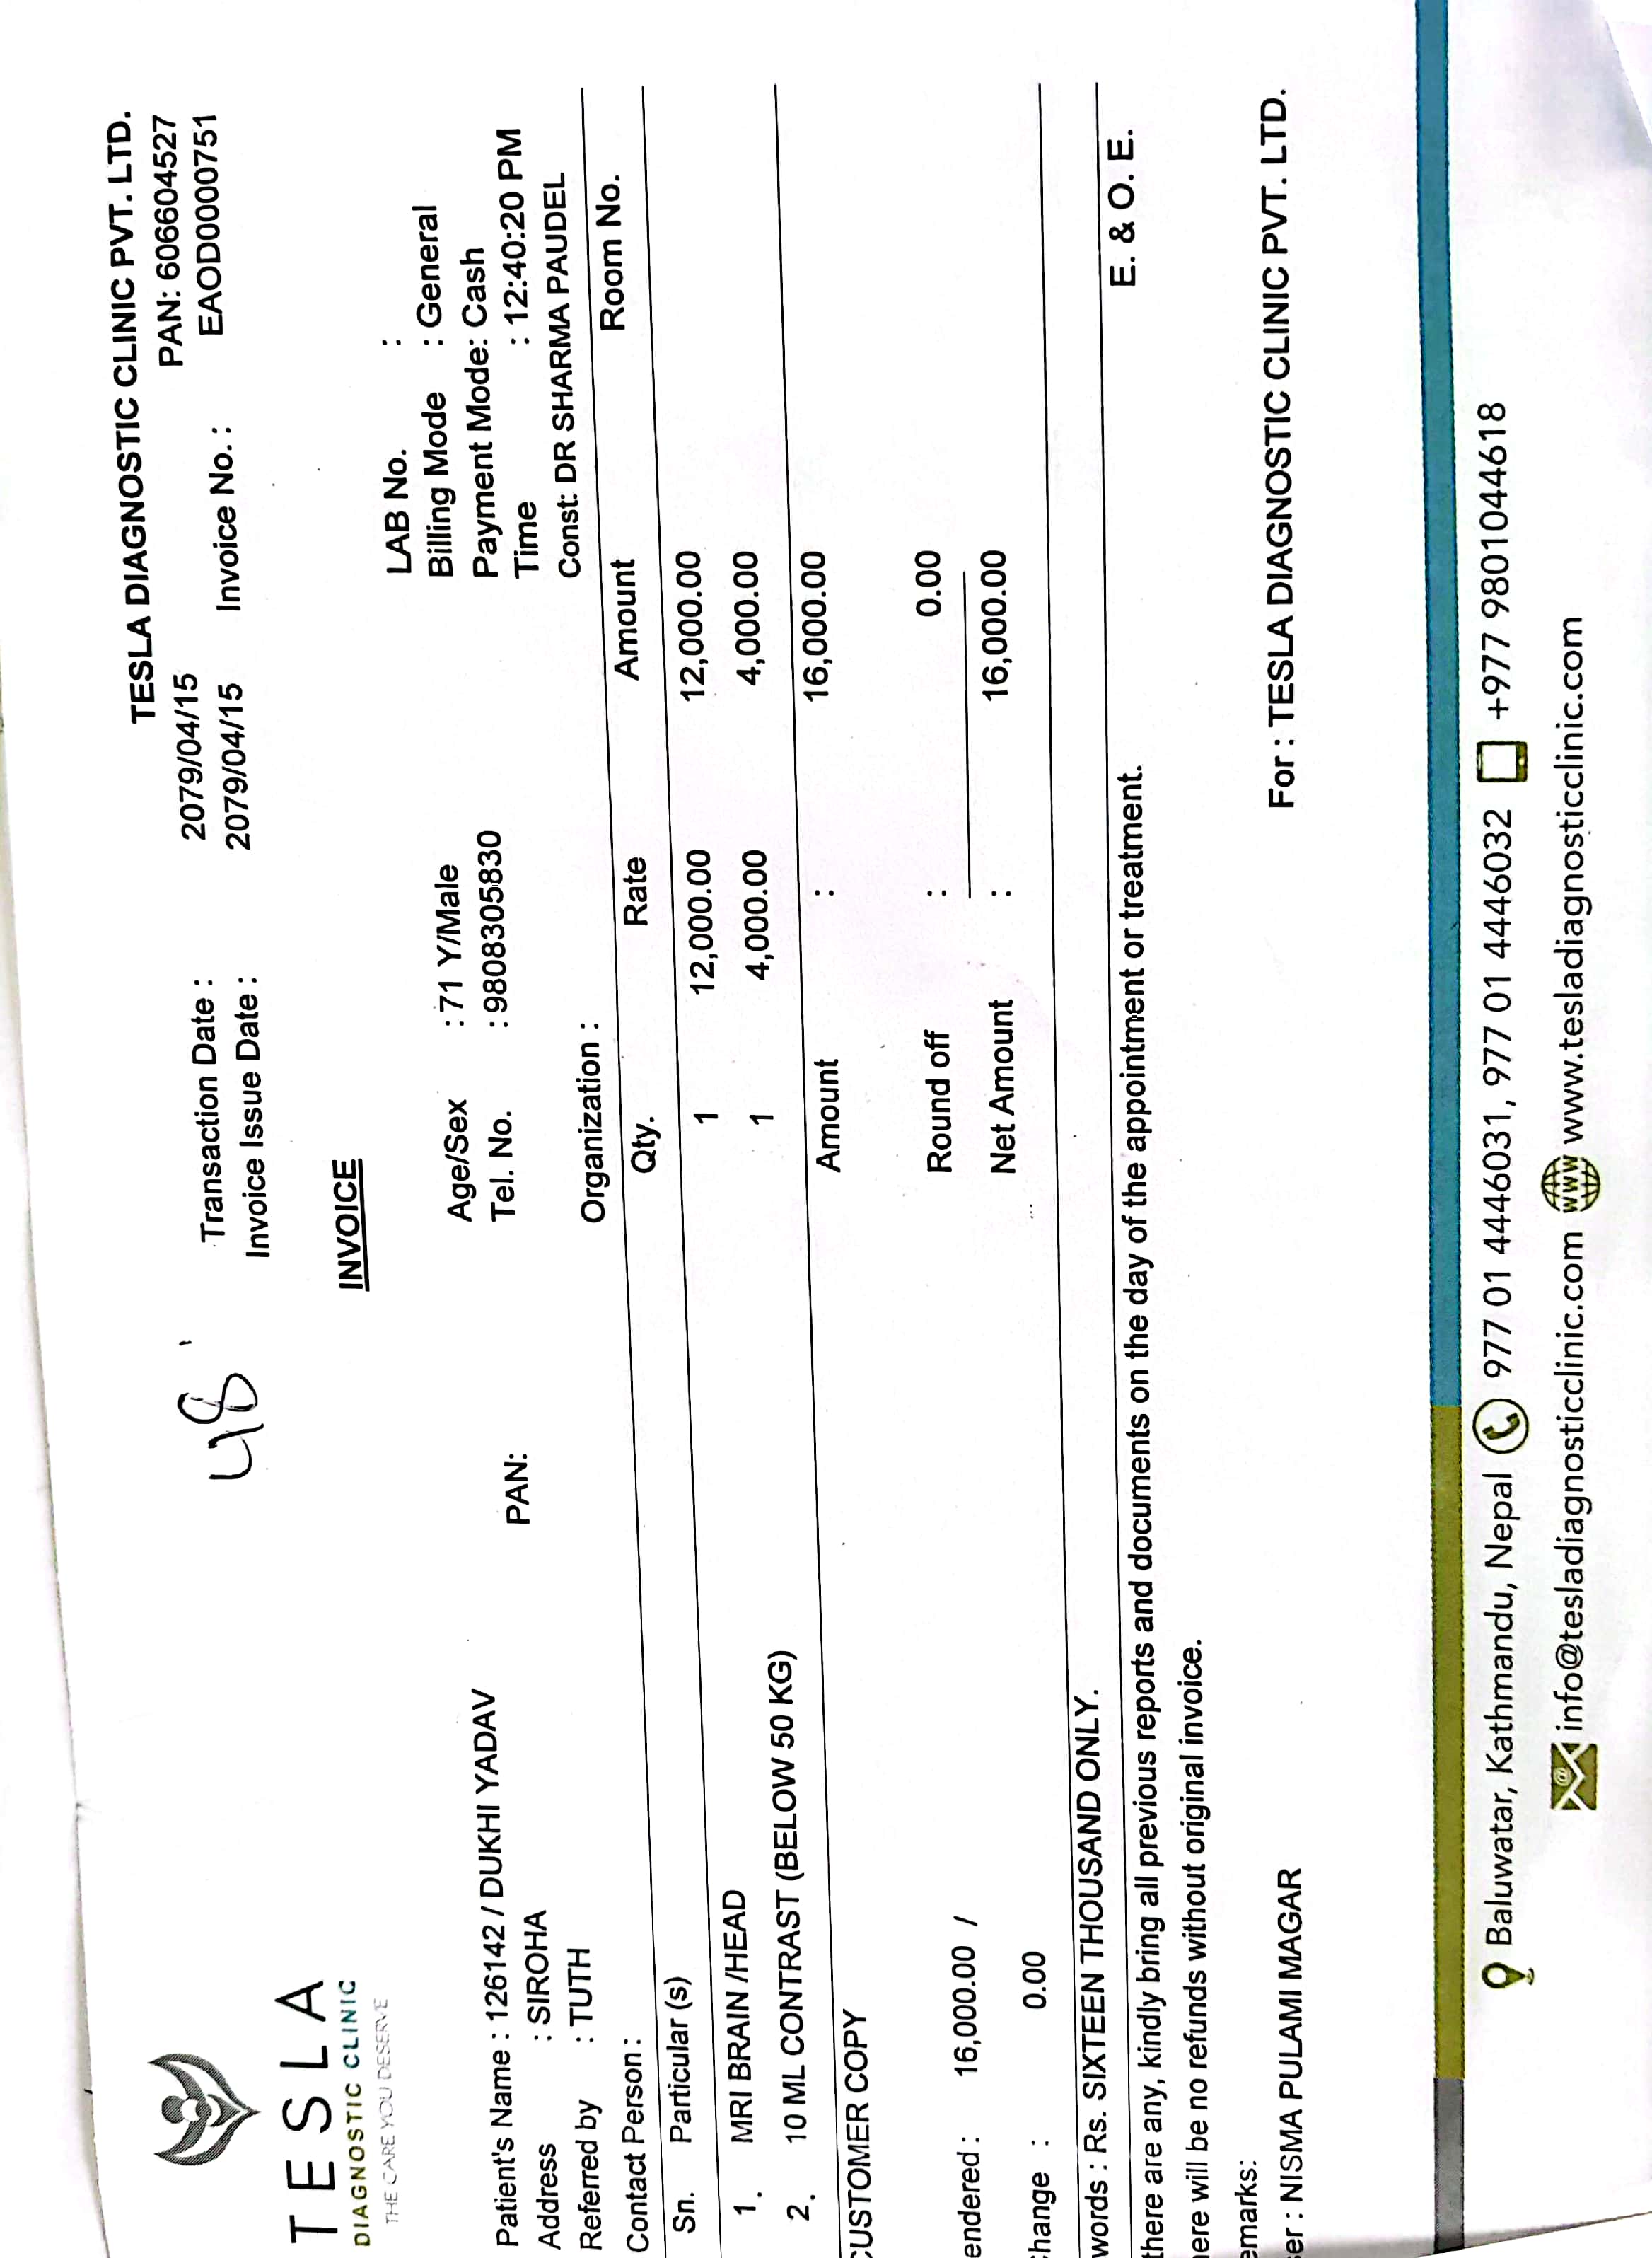 TESLA
DIAGNOSTIC CLINIC
THE CARE YOU DESERVE
48
TESLA DIAGNOSTIC CLINIC PVT. LTD.
PAN: 606604527
Transaction Date : 2079/04/15
Invoice Issue Date : 2079/04/15 Invoice No. : EAOD0000751
INVOICE
LAB No. :
Patient's Name : 126142 / DUKHI YADAV Age/Sex : 71 Y/Male Billing Mode : General
Address : SIROHA PAN: Tel. No. : 9808305830 Payment Mode: Cash
Referred by : TUTH Time : 12:40:20 PM
Contact Person : Organization : Const: DR SHARMA PAUDEL
Sn. Particular (s) Qty. Rate Amount Room No.
1. MRI BRAIN /HEAD 1 12,000.00 12,000.00
2. 10 ML CONTRAST (BELOW 50 KG) 1 4,000.00 4,000.00
CUSTOMER COPY Amount : 16,000.00
endered : 16,000.00 / Round off : 0.00
hange : 0.00 Net Amount : 16,000.00
words : Rs. SIXTEEN THOUSAND ONLY.
there are any, kindly bring all previous reports and documents on the day of the appointment or treatment. E. & O. E.
ere will be no refunds without original invoice.
emarks:
er : NISMA PULAMI MAGAR For : TESLA DIAGNOSTIC CLINIC PVT. LTD.
Baluwatar, Kathmandu, Nepal 977 01 4446031, 977 01 4446032 +977 9801044618
info@tesladiagnosticclinic.com www www.tesladiagnosticclinic.com